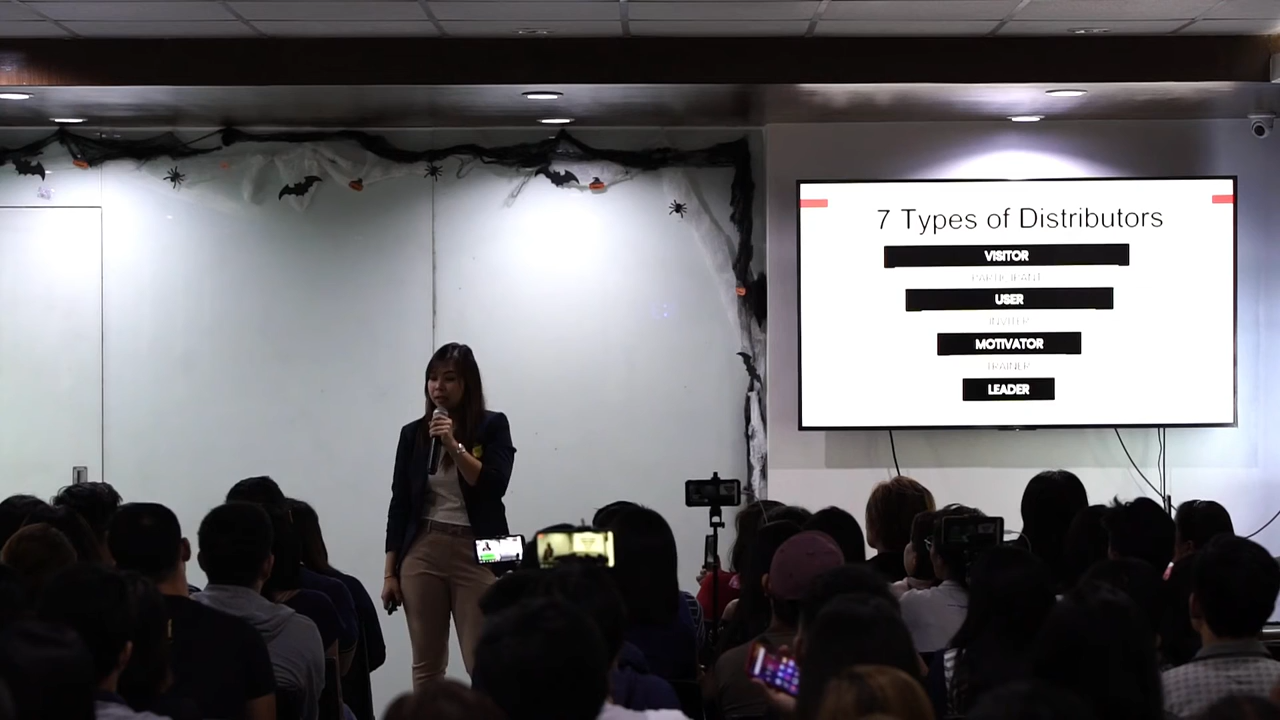 7 Types of Distributors
VISITOR
PARTICIPANT
USER
INVITER
MOTIVATOR
TRAINER
LEADER